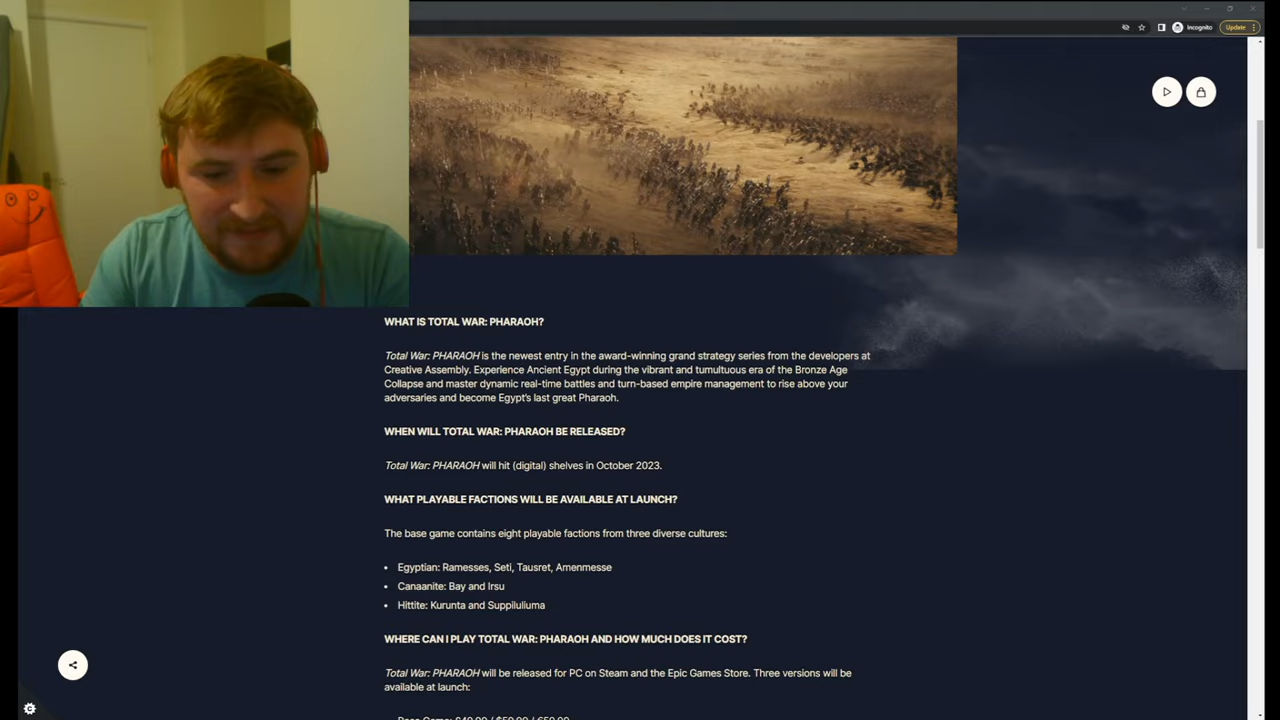 Incognito
Update
WHAT IS TOTAL WAR: PHARAOH?
Total War: PHARAOH is the newest entry in the award-winning grand strategy series from the developers at
Creative Assembly. Experience Ancient Egypt during the vibrant and tumultuous era of the Bronze Age
Collapse and master dynamic real-time battles and turn-based empire management to rise above your
adversaries and become Egypt's last great Pharaoh.
WHEN WILL TOTAL WAR: PHARAOH BE RELEASED?
Total War: PHARAOH will hit (digital) shelves in October 2023.
WHAT PLAYABLE FACTIONS WILL BE AVAILABLE AT LAUNCH?
The base game contains eight playable factions from three diverse cultures:
• Egyptian: Ramesses, Seti, Tausret, Amenmesse
• Canaanite: Bay and Irsu
• Hittite: Kurunta and Suppiluliuma
WHERE CAN I PLAY TOTAL WAR: PHARAOH AND HOW MUCH DOES IT COST?
Total War: PHARAOH will be released for PC on Steam and the Epic Games Store. Three versions will be
available at launch:
Base Game: